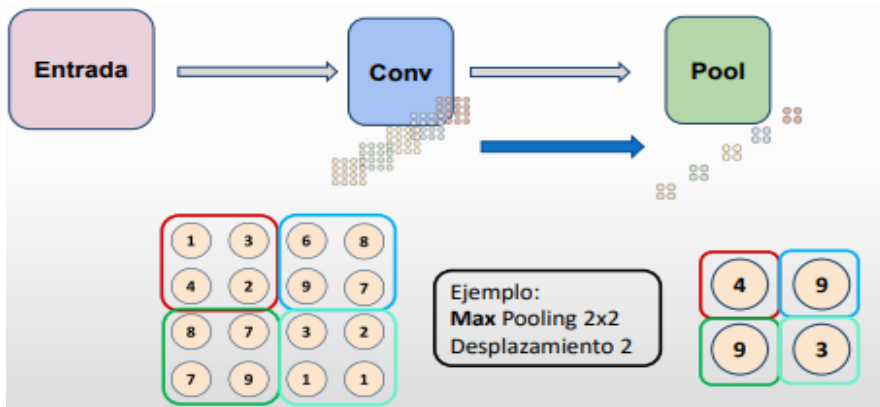 Entrada
Conv
Pool
1 3 6 8
4 2 9 7
8 7 3 2
7 9 1 1
Ejemplo:
Max Pooling 2x2
Desplazamiento 2
4 9
9 3